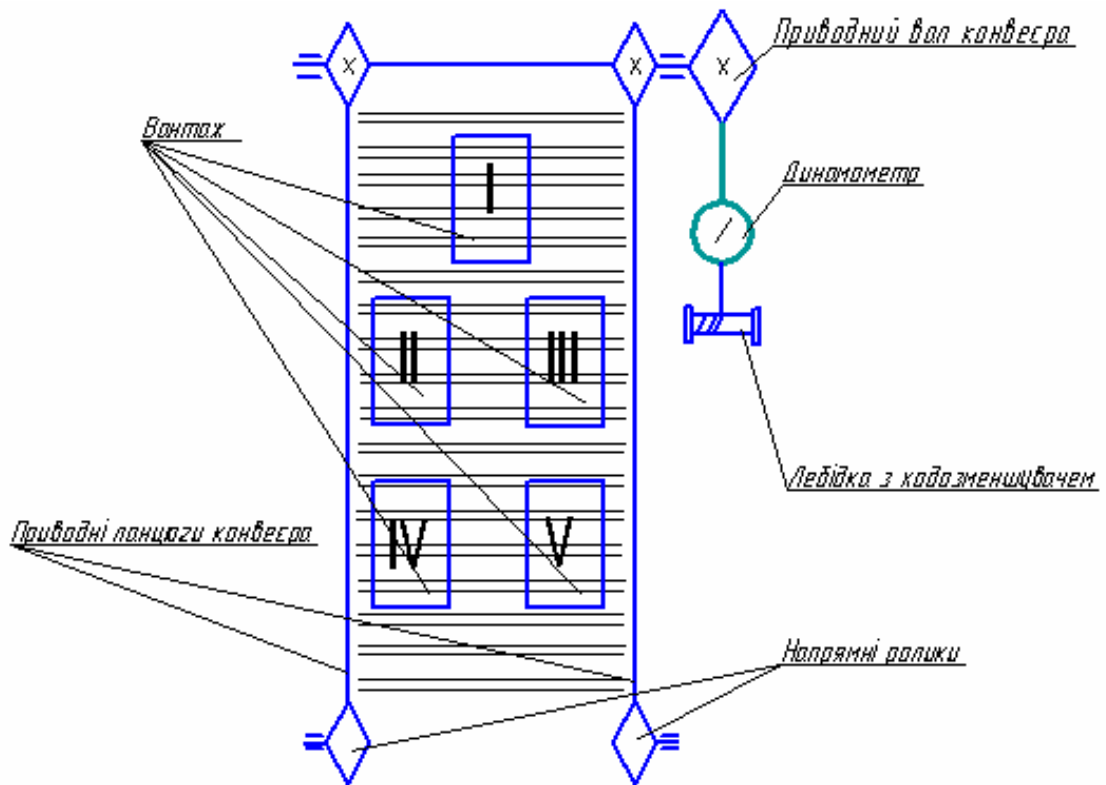 Приводний вал конвеєра
Вантаж
I
Динамометр
II
III
Лебідка з ходозменшувачем
IV
V
Приводні ланцюги конвеєра
Напрямні ролики